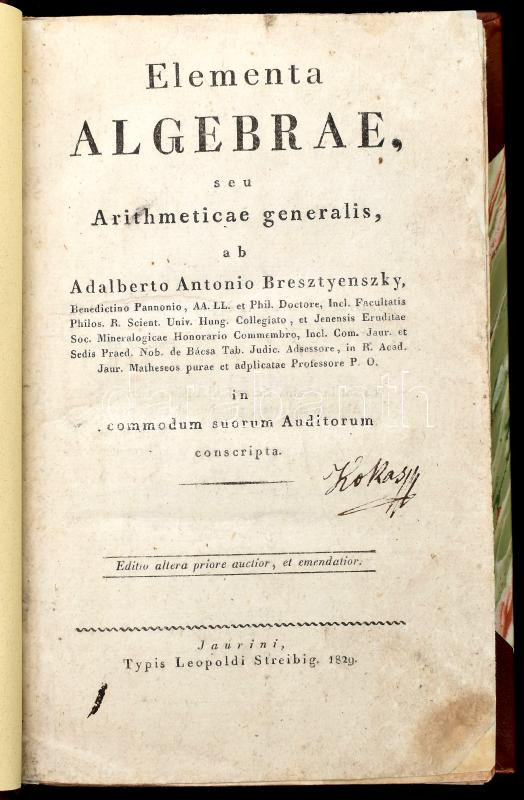 Elementa
ALGEBRAE,
seu
Arithmeticae generalis,
ab
Adalberto Antonio Bresztyenszky,
Benedictino Pannonio, AA. LL. et Phil. Doctore, Incl. Facultatis
Philos. R. Scient. Univ. Hung. Collegiato, et Jenensis Eruditae
Soc. Mineralogicae Honorario Commembro, Incl. Com. Jaur. et
Sedis Praed. Nob. de Bácsa Tab. Judic. Adsessore, in R. Acad.
Jaur. Matheseos purae et adplicatae Professore P. O.
in
darabanth
commodum suorum Auditorum
conscripta.
Editio altera priore auctior, et emendatior.
Jaurini,
Typis Leopoldi Streibig. 1829.